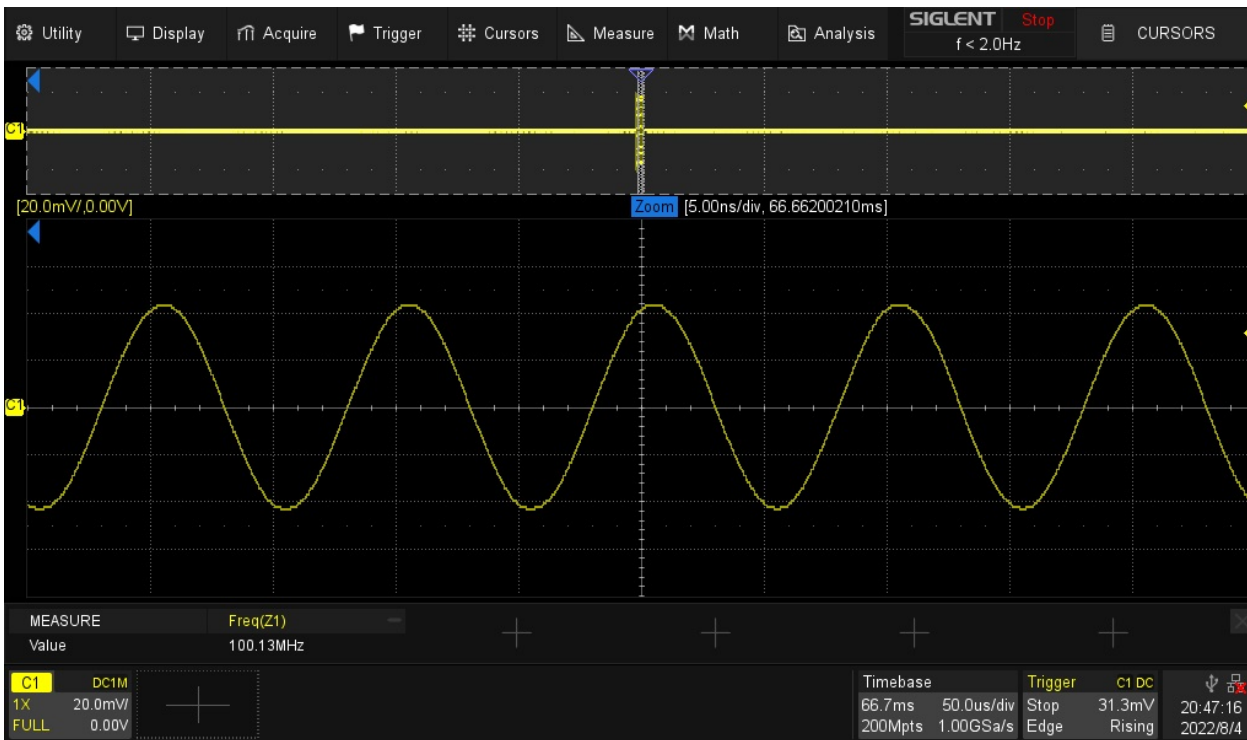 Utility Display Acquire Trigger Cursors Measure Math Analysis SIGLENT Stop CURSORS
f < 2.0Hz
C1
[20.0mV/,0.00V] Zoom [5.00ns/div, 66.66200210ms]
C1
MEASURE Freq(Z1)
Value 100.13MHz
C1 DC1M Timebase Trigger C1 DC
1X 20.0mV/ 66.7ms 50.0us/div Stop 31.3mV 20:47:16
FULL 0.00V 200Mpts 1.00GSa/s Edge Rising 2022/8/4